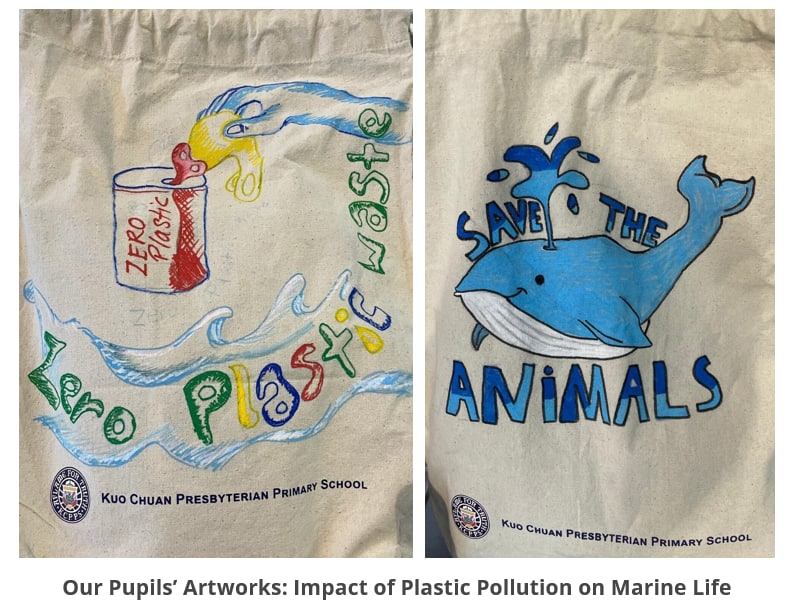 ZERO
Plastic
Zero Plastic waste
KUO CHUAN PRESBYTERIAN PRIMARY SCHOOL
SAVE THE
ANiMALS
KUO CHUAN PRESBYTERIAN PRIMARY SCHOOL
Our Pupils’ Artworks: Impact of Plastic Pollution on Marine Life